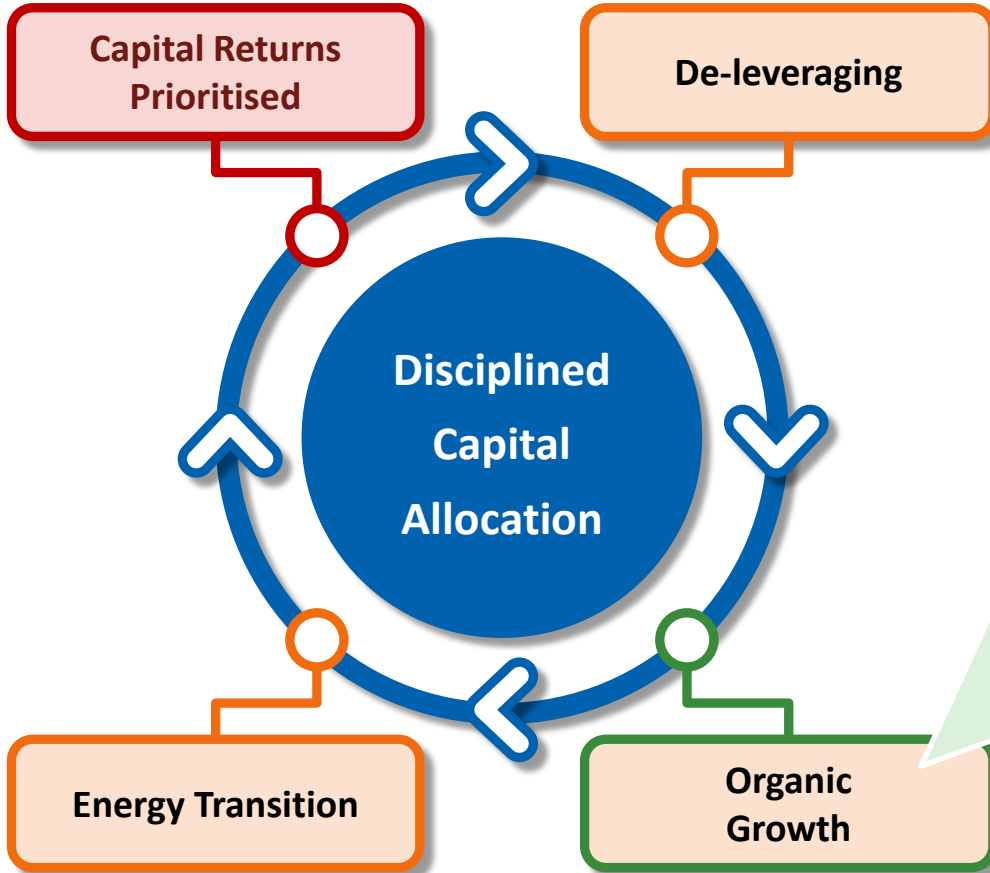 Capital Returns
Prioritised
De-leveraging
Disciplined
Capital
Allocation
Energy Transition
Organic
Growth